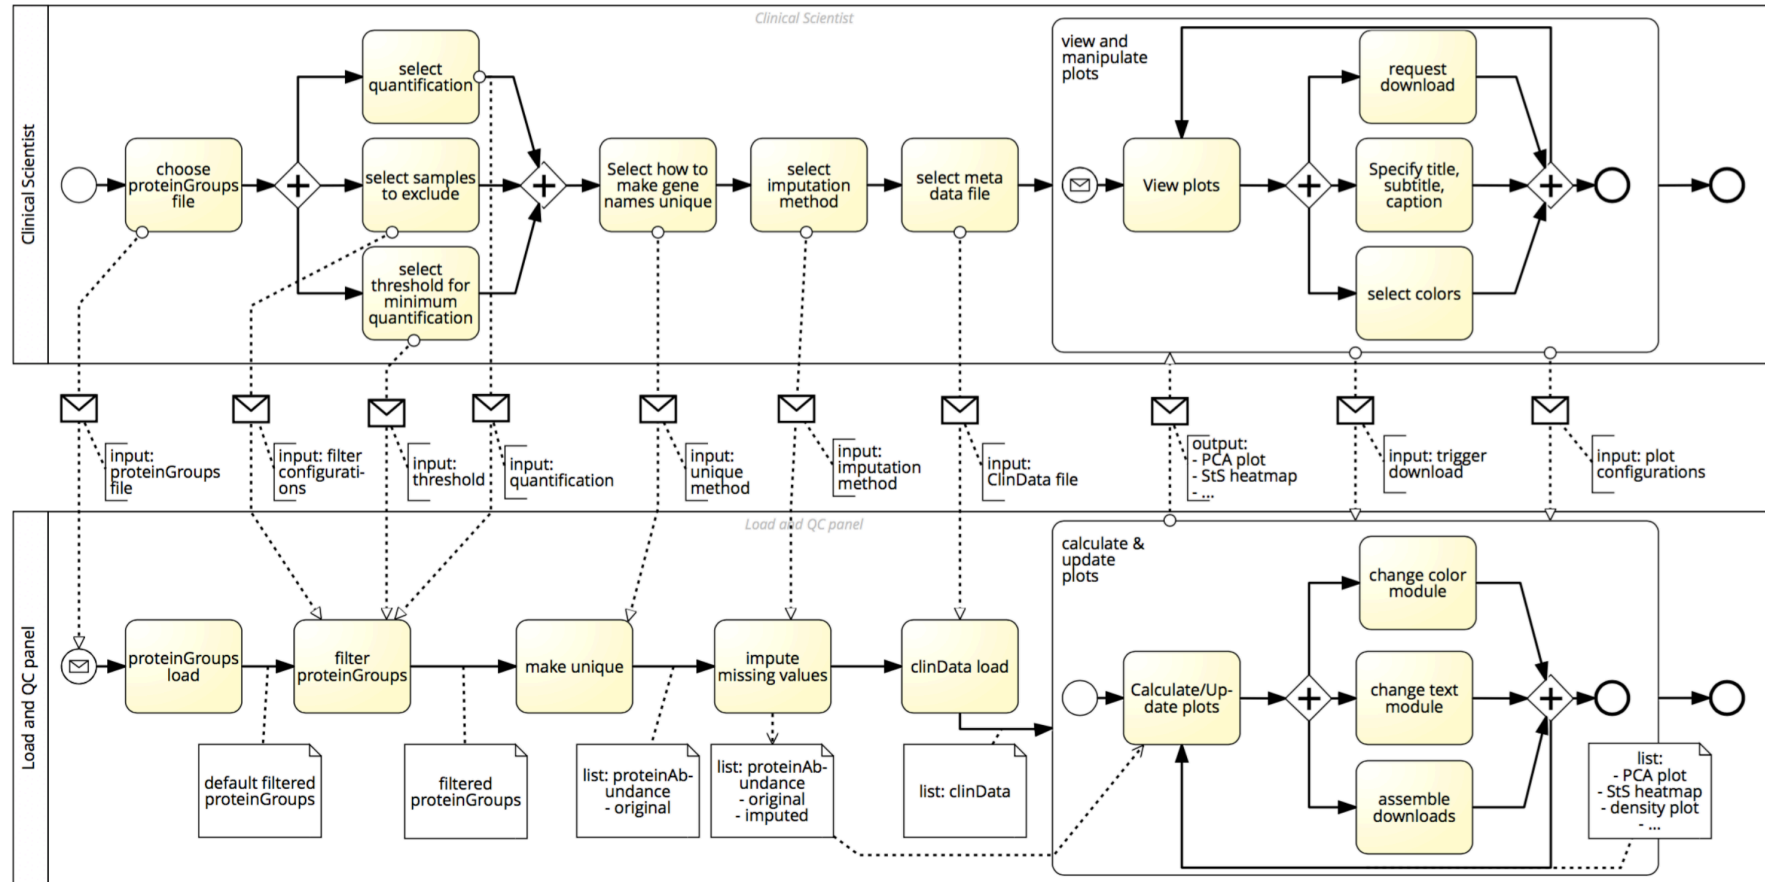 Clinical Scientist
Clinical Scientist
choose
proteinGroups
file
select
quantification
select samples
to exclude
select
threshold for
minimum
quantification
Select how to
make gene
names unique
select
imputation
method
select meta
data file
view and
manipulate
plots
View plots
request
download
Specify title,
subtitle,
caption
select colors
input:
proteinGroups
file
input: filter
configurati-
ons
input:
threshold
input:
quantification
input:
unique
method
input:
imputation
method
input:
ClinData file
output:
- PCA plot
- StS heatmap
- ...
input: trigger
download
input: plot
configurations
Load and QC panel
Load and QC panel
proteinGroups
load
filter
proteinGroups
make unique
impute
missing values
clinData load
calculate &
update
plots
Calculate/Up-
date plots
change color
module
change text
module
assemble
downloads
default filtered
proteinGroups
filtered
proteinGroups
list: proteinAb-
undance
- original
list: proteinAb-
undance
- original
- imputed
list: clinData
list:
- PCA plot
- StS heatmap
- density plot
- ...